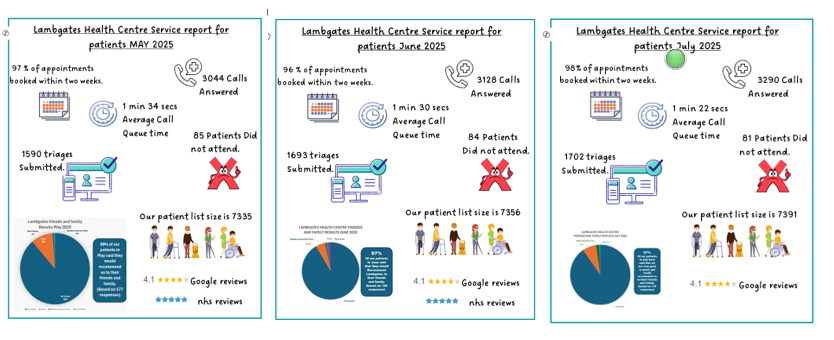 Lambgates Health Centre Service report for
patients MAY 2025
97 % of appointments
booked within two weeks.
3044 Calls
Answered
1 min 34 secs
Average Call
Queue time
85 Patients Did
not attend.
1590 triages
Submitted.
Our patient list size is 7335
Lambgates friends and family
Results May 2025
of our
patients in
May said they
would
recommend
us to their
friends and
family.
(Based on 177
responses)
4.1 Google reviews
nhs reviews
Lambgates Health Centre Service report for
patients June 2025
96 % of appointments
booked within two weeks.
3128 Calls
Answered
1 min 30 secs
Average Call
Queue time
84 Patients
Did not attend.
1693 triages
Submitted.
Our patient list size is 7356
LAMBGATES HEALTH CENTRE FRIENDS
AND FAMILY RESULTS JUNE 2025
97%
4.1 Google reviews
nhs reviews
Lambgates Health Centre Service report for
patients July 2025
98% of appointments
booked within two weeks.
3290 Calls
Answered
1 min 22 secs
Average Call
Queue time
81 Patients Did
not attend.
1702 triages
Submitted.
Our patient list size is 7391
LAMBGATES HEALTH CENTRE
FRIENDS AND FAMILY RESULTS JULY 2025
97%
4.1 Google reviews